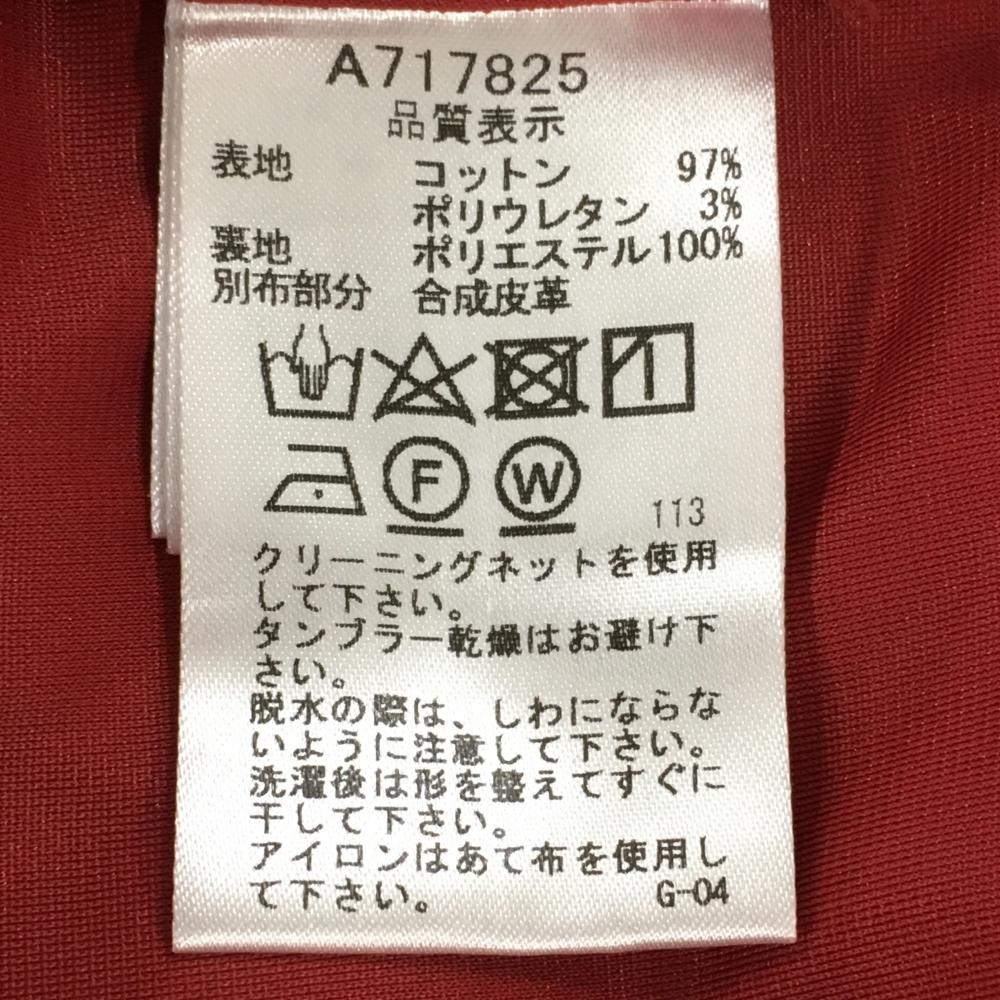 A717825
品質表示
表地 コットン 97%
ポリウレタン 3%
裏地 ポリエステル100%
別布部分 合成皮革
F W
113
クリーニングネットを使用
して下さい。
タンブラー乾燥はお避け下
さい。
脱水の際は、しわにならな
いように注意して下さい。
洗濯後は形を整えてすぐに
干して下さい。
アイロンはあて布を使用し
て下さい。 G-04